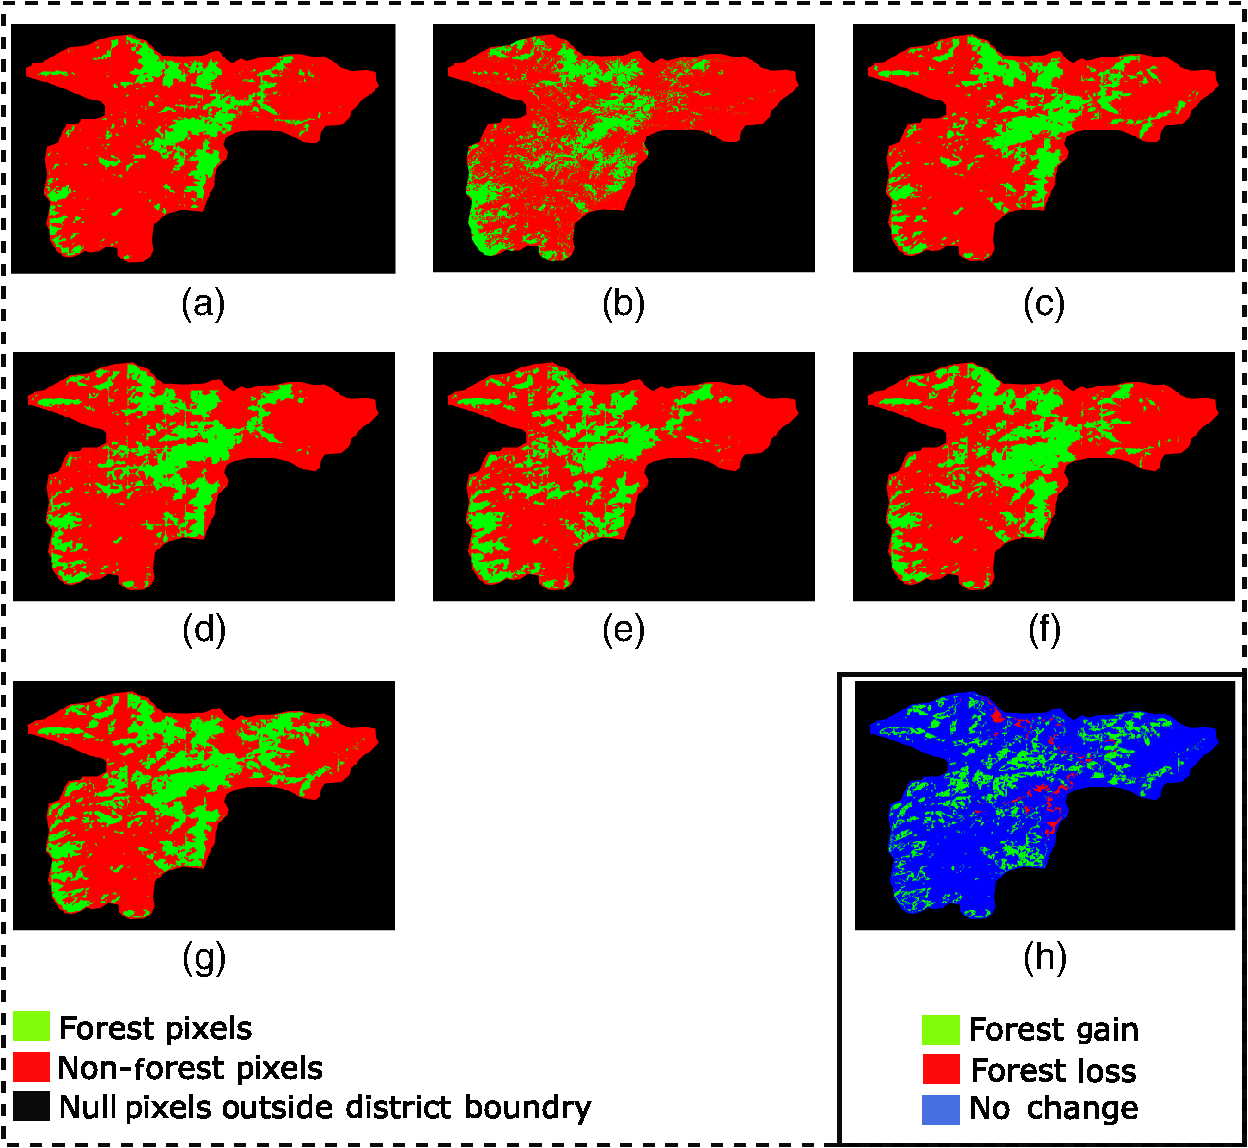 (a)
(b)
(c)
(d)
(e)
(f)
(g)
(h)
Forest pixels
Non-forest pixels
Null pixels outside district boundry
Forest gain
Forest loss
No change